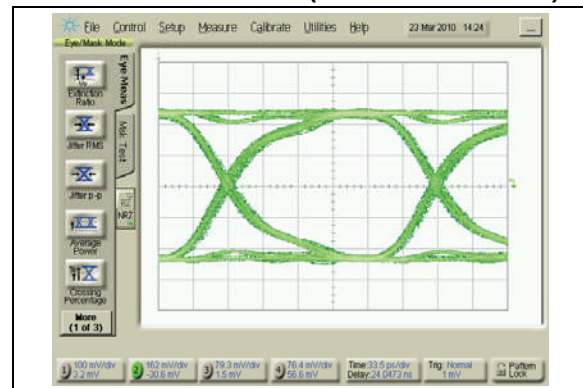 File Control Setup Measure Calibrate Utilities Help 23 Mar 2010 14:24
Eye/Mask Mode
Extinction
Ratio
Jitter RMS
Jitter p-p
Average
Power
Crossing
Percentage
More
(1 of 3)
Eye Meas
Msk Test
NRZ
1) 100 mV/div
3.2 mV
2) 162 mV/div
-30.6 mV
3) 79.3 mV/div
1.5 mV
4) 76.4 mV/div
56.6 mV
Time:33.5 ps/div
Delay:24.0473 ns
Trig: Normal
1 mV
Pattern
Lock